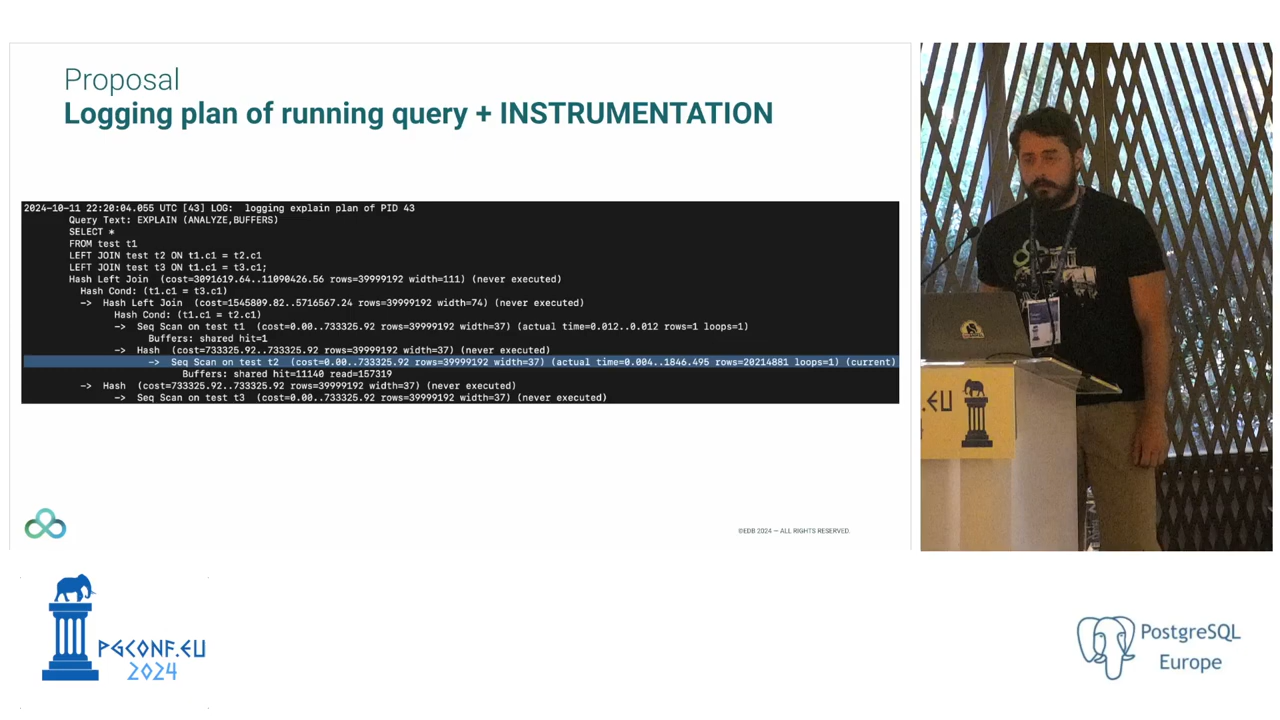 Proposal
Logging plan of running query + INSTRUMENTATION
2024-10-11 22:20:04.055 UTC [43] LOG:  logging explain plan of PID 43
Query Text: EXPLAIN (ANALYZE,BUFFERS)
SELECT *
FROM test t1
LEFT JOIN test t2 ON t1.c1 = t2.c1
LEFT JOIN test t3 ON t1.c1 = t3.c1;
Hash Left Join  (cost=3091619.64..11090426.56 rows=39999192 width=111) (never executed)
Hash Cond: (t1.c1 = t3.c1)
->  Hash Left Join  (cost=1545809.82..5716567.24 rows=39999192 width=74) (never executed)
Hash Cond: (t1.c1 = t2.c1)
->  Seq Scan on test t1  (cost=0.00..733325.92 rows=39999192 width=37) (actual time=0.012..0.012 rows=1 loops=1)
Buffers: shared hit=1
->  Hash  (cost=733325.92..733325.92 rows=39999192 width=37) (never executed)
->  Seq Scan on test t2  (cost=0.00..733325.92 rows=39999192 width=37) (actual time=0.004..1846.495 rows=20214881 loops=1) (current)
Buffers: shared hit=11140 read=157319
->  Hash  (cost=733325.92..733325.92 rows=39999192 width=37) (never executed)
->  Seq Scan on test t3  (cost=0.00..733325.92 rows=39999192 width=37) (never executed)
©EDB 2024 — ALL RIGHTS RESERVED.
F.EU
PGCONF.EU
2024
PostgreSQL
Europe